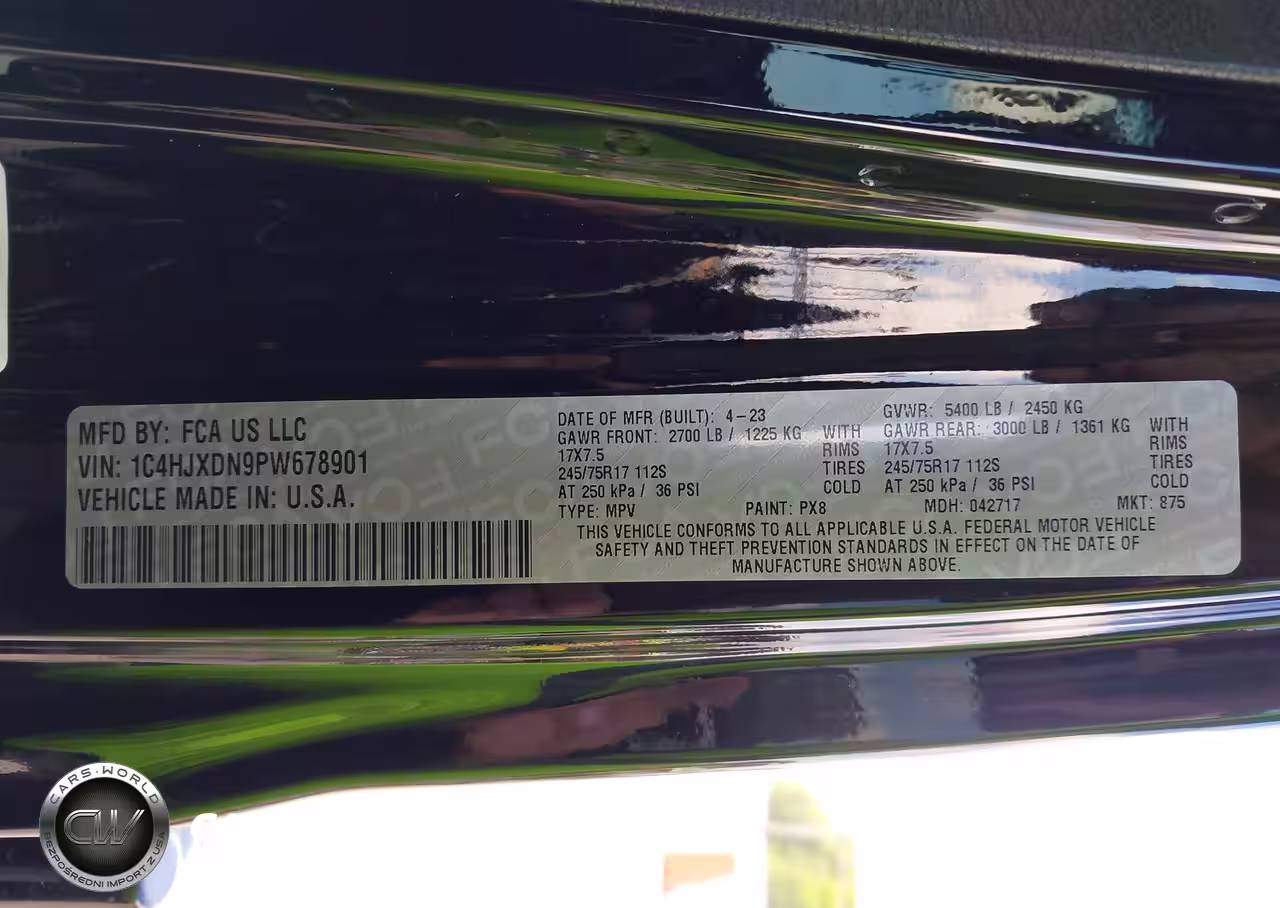 MFD BY: FCA US LLC
VIN: 1C4HJXDN9PW678901
VEHICLE MADE IN: U.S.A.
DATE OF MFR (BUILT): 4-23 GVWR: 5400 LB / 2450 KG
GAWR FRONT: 2700 LB / 1225 KG WITH GAWR REAR: 3000 LB / 1361 KG WITH
17X7.5 RIMS 17X7.5 RIMS
245/75R17 112S TIRES 245/75R17 112S TIRES
AT 250 kPa / 36 PSI COLD AT 250 kPa / 36 PSI COLD
TYPE: MPV PAINT: PX8 MDH: 042717 MKT: 875
THIS VEHICLE CONFORMS TO ALL APPLICABLE U.S.A. FEDERAL MOTOR VEHICLE
SAFETY AND THEFT PREVENTION STANDARDS IN EFFECT ON THE DATE OF
MANUFACTURE SHOWN ABOVE.
CARS-WORLD
CW
BEZPOŚREDNI IMPORT Z USA